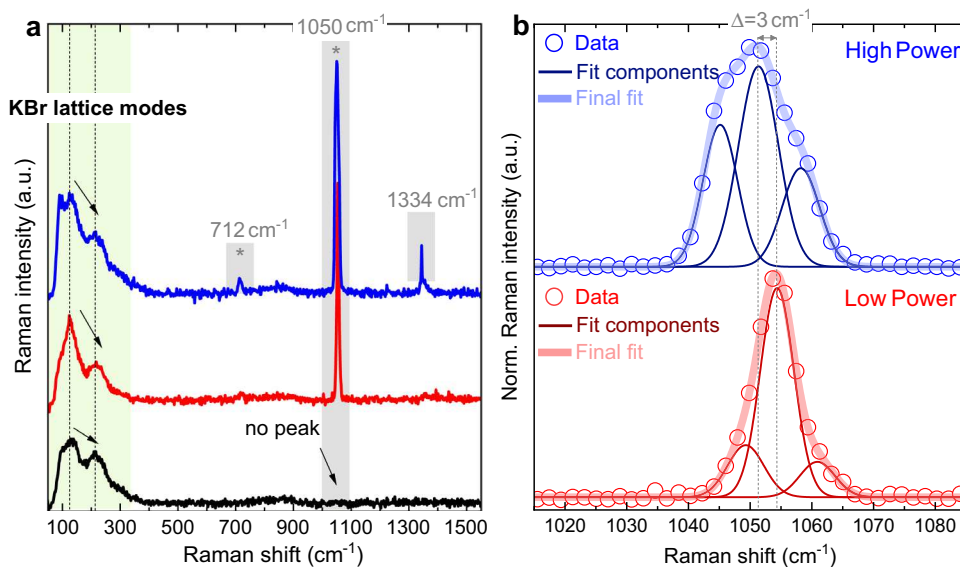 a
1050 cm⁻¹
*
KBr lattice modes
712 cm⁻¹
*
1334 cm⁻¹
no peak
Raman intensity (a.u.)
100 300 500 700 900 1100 1300 1500
Raman shift (cm⁻¹)
b
Δ=3 cm⁻¹
Data
Fit components
Final fit
High Power
Data
Fit components
Final fit
Low Power
Norm. Raman intensity (a.u.)
1020 1030 1040 1050 1060 1070 1080
Raman shift (cm⁻¹)